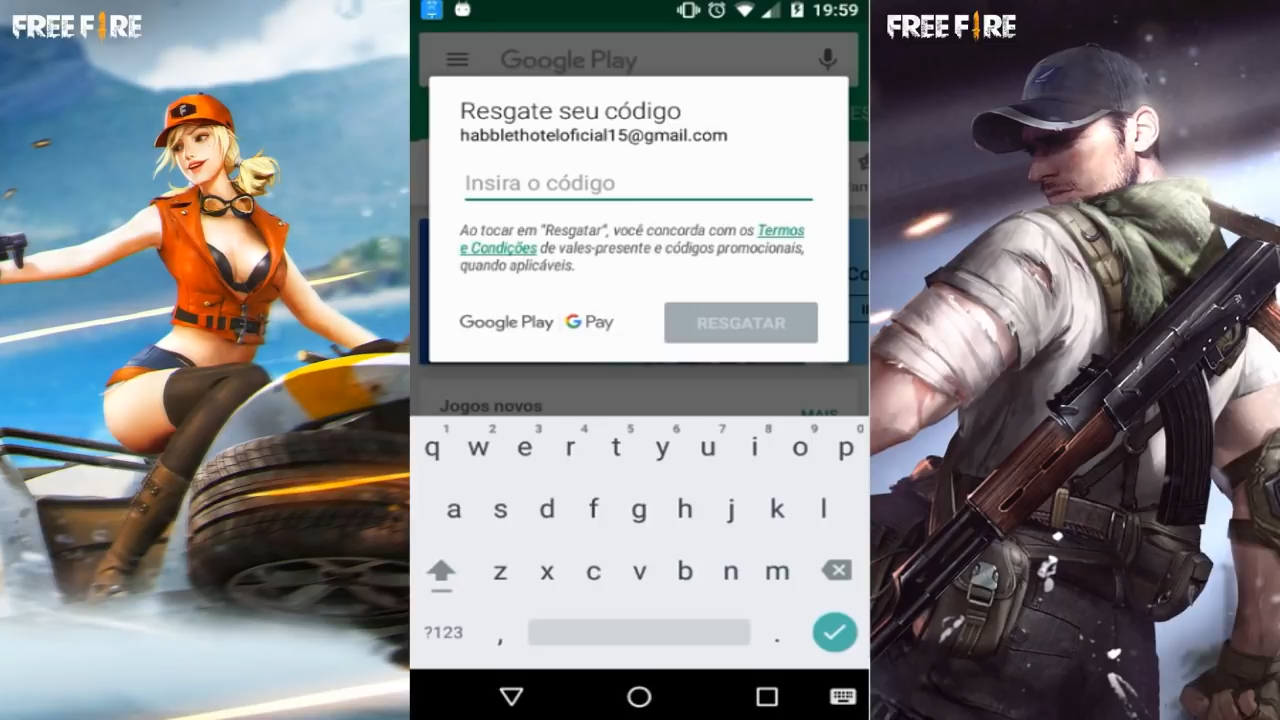 FREE FIRE
19:59
Google Play
Resgate seu código
habblethoteloficial15@gmail.com
Insira o código
Ao tocar em "Resgatar", você concorda com os Termos
e Condições de vales-presente e códigos promocionais,
quando aplicáveis.
Google Play G Pay
RESGATAR
Jogos novos
MAIS
1 2 3 4 5 6 7 8 9 0
q w e r t y u i o p
a s d f g h j k l
z x c v b n m
?123 , .
FREE FIRE